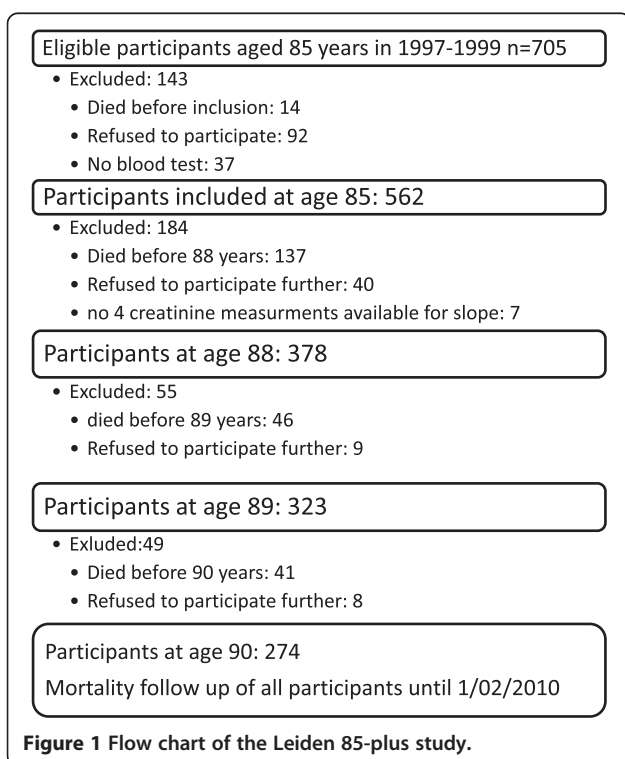 Eligible participants aged 85 years in 1997-1999 n=705
• Excluded: 143
• Died before inclusion: 14
• Refused to participate: 92
• No blood test: 37
Participants included at age 85: 562
• Excluded: 184
• Died before 88 years: 137
• Refused to participate further: 40
• no 4 creatinine measurments available for slope: 7
Participants at age 88: 378
• Excluded: 55
• died before 89 years: 46
• Refused to participate further: 9
Participants at age 89: 323
• Exluded:49
• Died before 90 years: 41
• Refused to participate further: 8
Participants at age 90: 274
Mortality follow up of all participants until 1/02/2010
Figure 1 Flow chart of the Leiden 85-plus study.